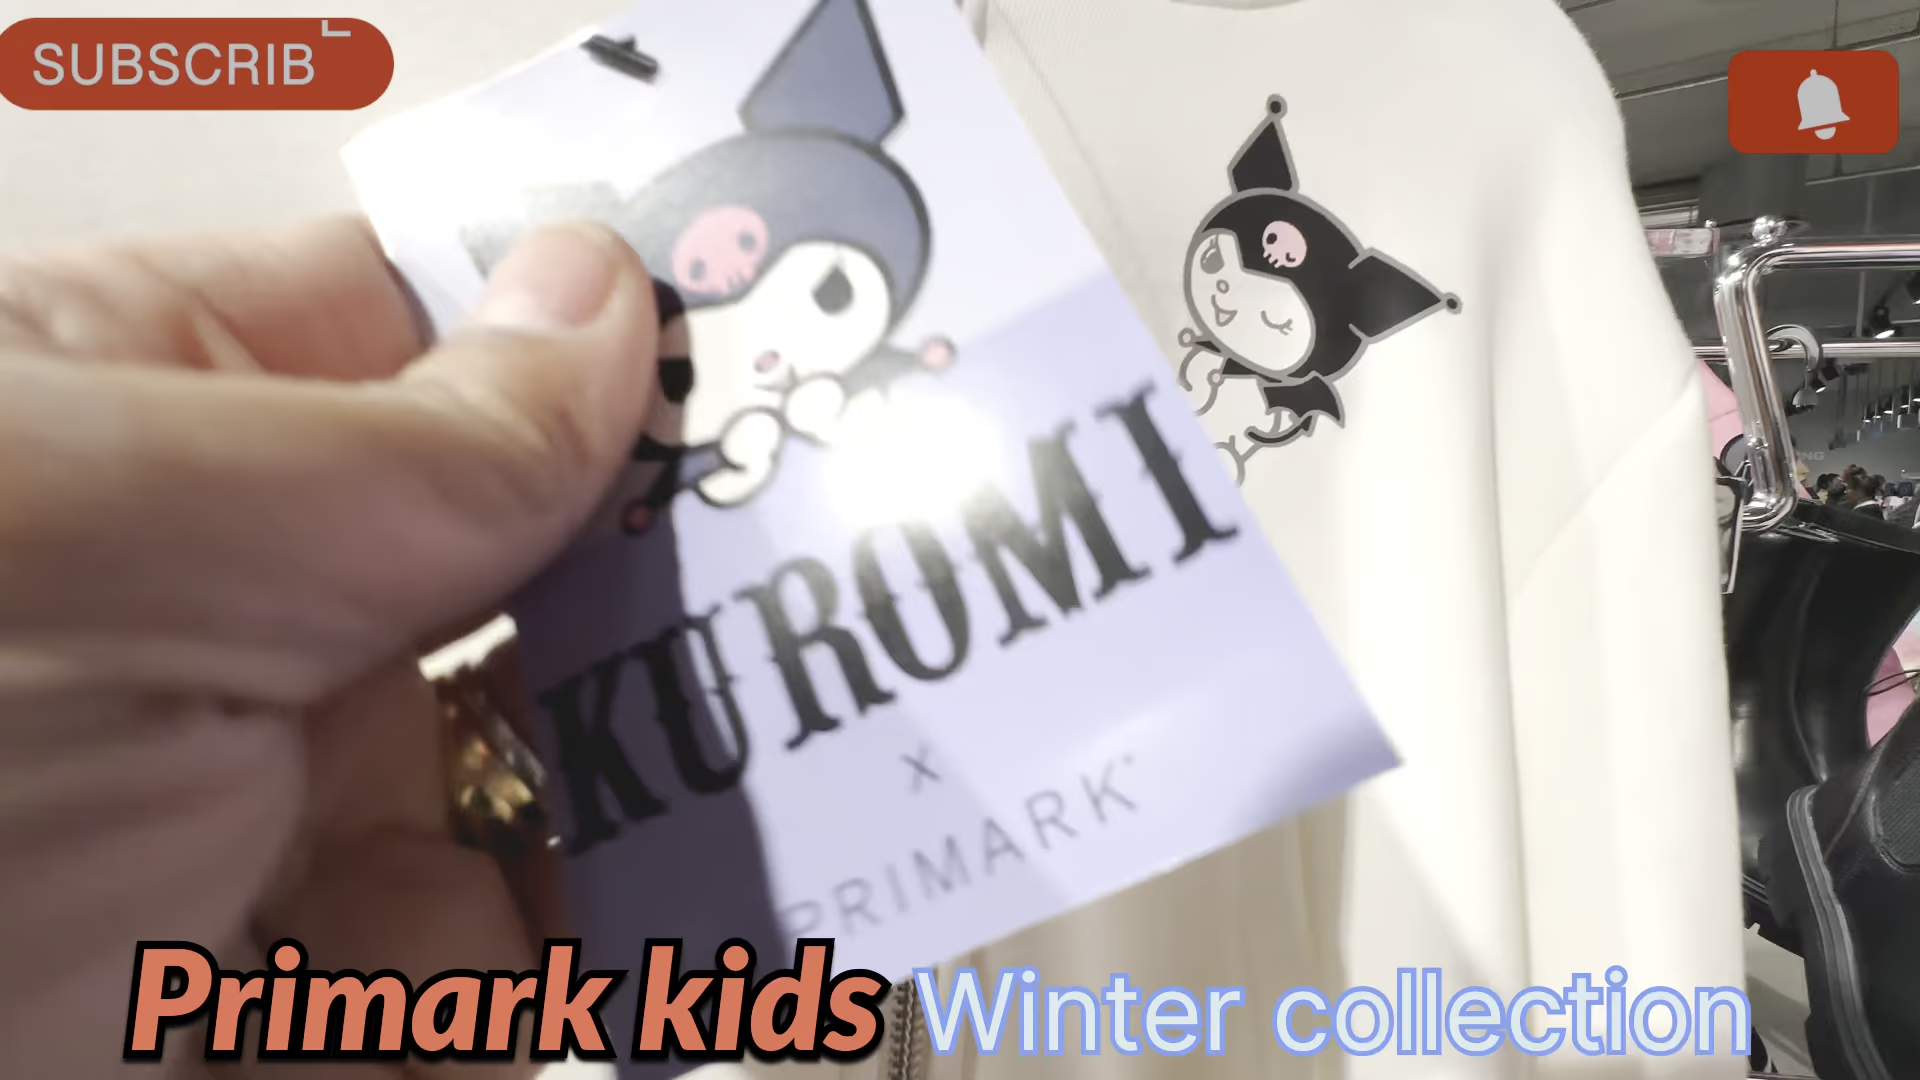 SUBSCRIB
KUROMI
x
PRIMARK
Primark kids Winter collection